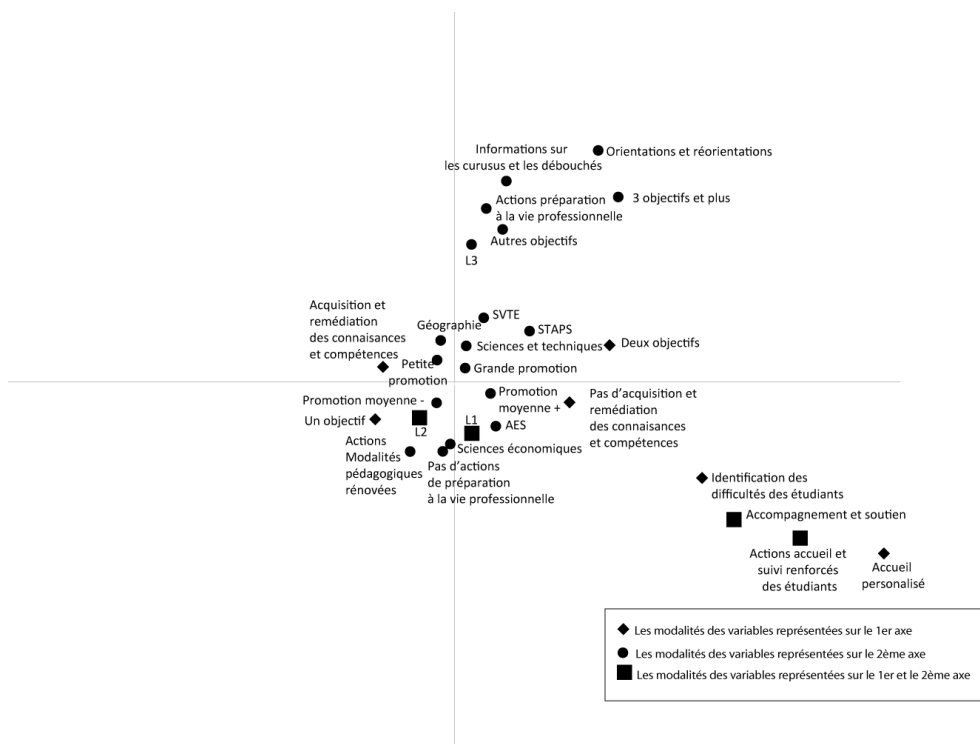 Informations sur
les curusus et les débouchés
Orientations et réorientations
3 objectifs et plus
Actions préparation
à la vie professionnelle
Autres objectifs
L3
Acquisition et
remédiation
des connaisances
et compétences
Géographie
SVTE
STAPS
Sciences et techniques
Deux objectifs
Petite
promotion
Grande promotion
Promotion moyenne -
Un objectif
L2
L1
Promotion
moyenne +
AES
Pas d'acquisition et
remédiation
des connaisances
et compétences
Actions
Modalités
pédagogiques
rénovées
Sciences économiques
Pas d'actions
de préparation
à la vie professionnelle
Identification des
difficultés des étudiants
Accompagnement et soutien
Actions accueil et
suivi renforcés
des étudiants
Accueil
personalisé
Les modalités des variables représentées sur le 1er axe
Les modalités des variables représentées sur le 2ème axe
Les modalités des variables représentées sur le 1er et le 2ème axe